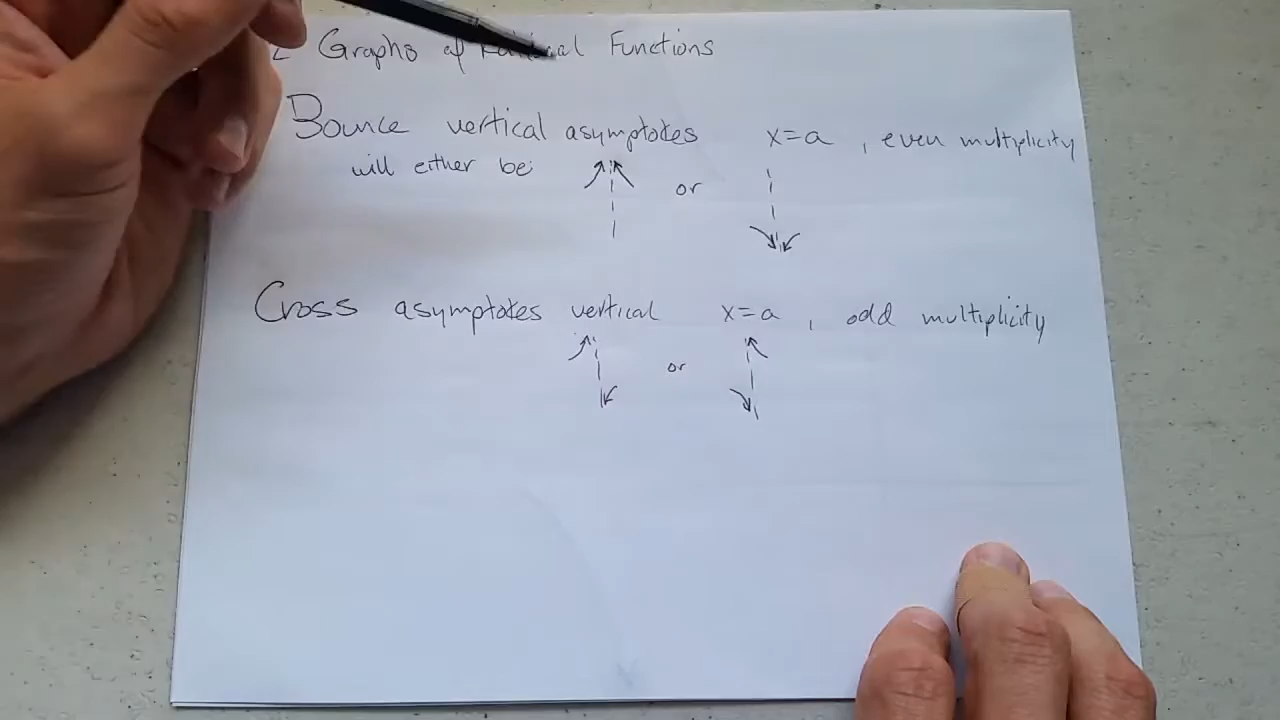 Graphs of Functions
Bounce vertical asymptotes x=a , even multiplicity
will either be:
or
Cross asymptotes vertical x=a , odd multiplicity
or